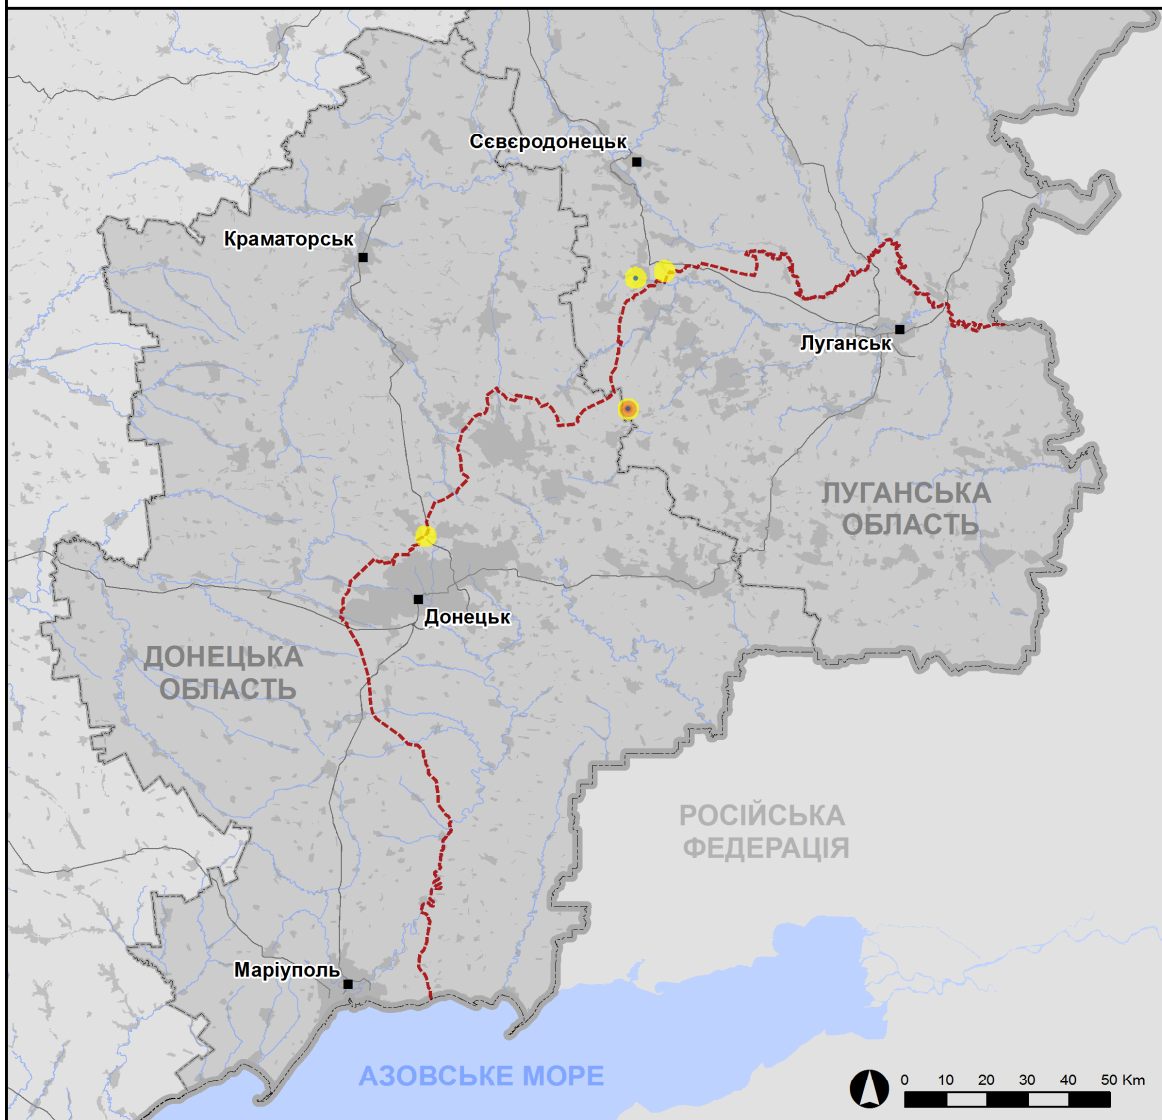 Сєвєродонецьк
Краматорськ
Луганськ
ЛУГАНСЬКА
ОБЛАСТЬ
Донецьк
ДОНЕЦЬКА
ОБЛАСТЬ
РОСІЙСЬКА
ФЕДЕРАЦІЯ
Маріуполь
АЗОВСЬКЕ МОРЕ
0 10 20 30 40 50 Km